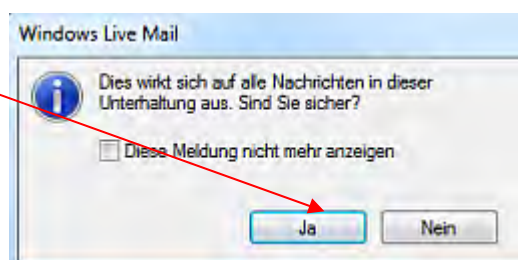 Windows Live Mail
Dies wirkt sich auf alle Nachrichten in dieser
Unterhaltung aus. Sind Sie sicher?
Diese Meldung nicht mehr anzeigen
Ja Nein